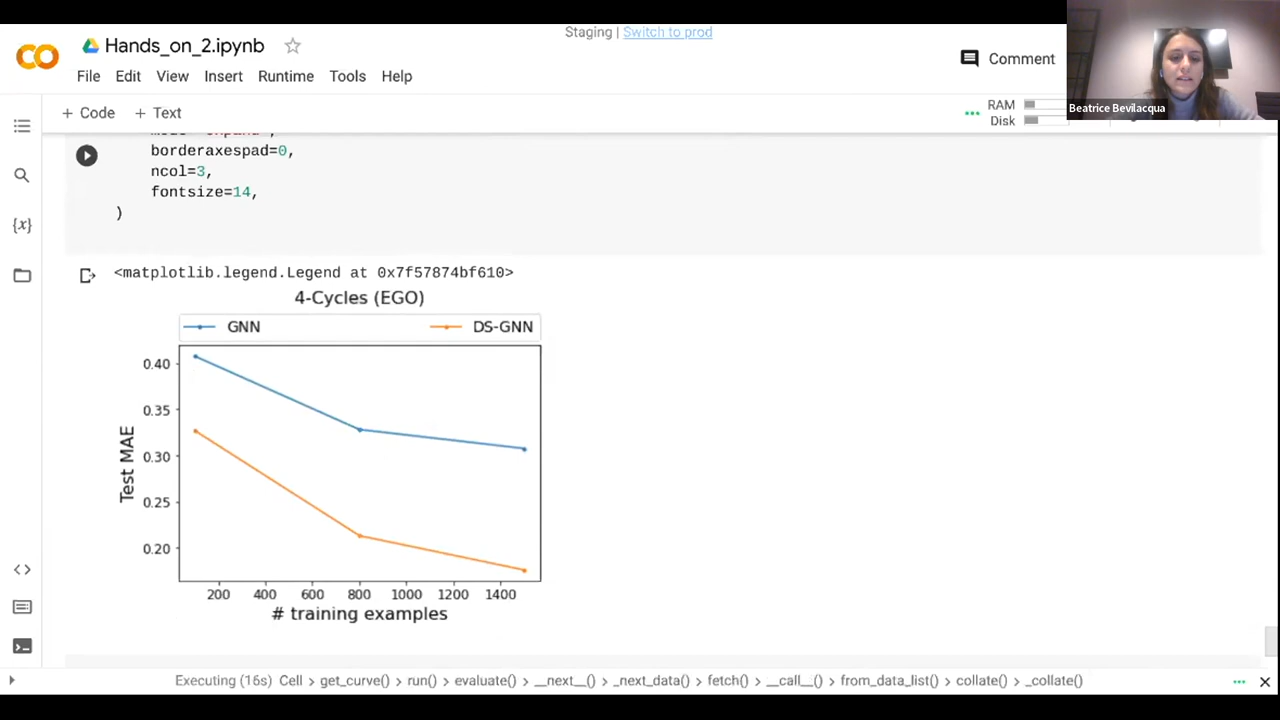 Staging | Switch to prod
Hands_on_2.ipynb
Comment
File Edit View Insert Runtime Tools Help
+ Code + Text
RAM
Disk
Beatrice Bevilacqua
borderaxespad=0,
ncol=3,
fontsize=14,
)
{x}
<matplotlib.legend.Legend at 0x7f57874bf610>
4-Cycles (EGO)
GNN DS-GNN
0.40
0.35
0.30
0.25
0.20
Test MAE
200 400 600 800 1000 1200 1400
# training examples
Executing (16s) Cell > get_curve() > run() > evaluate() > __next__() > _next_data() > fetch() > __call__() > from_data_list() > collate() > _collate()